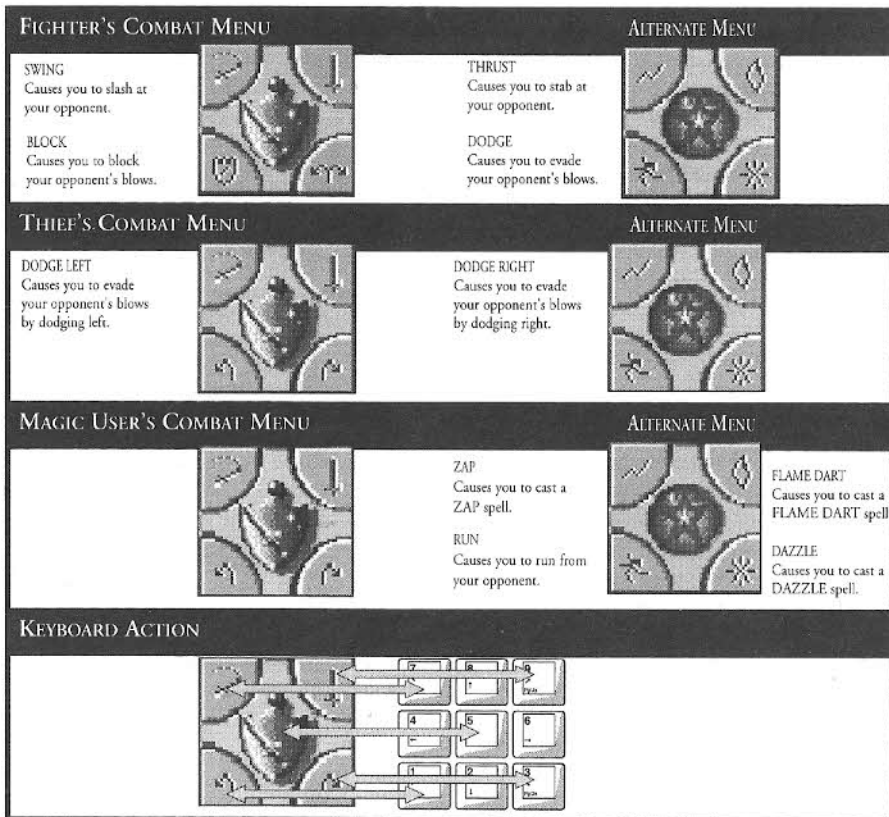 FIGHTER'S COMBAT MENU
ALTERNATE MENU
SWING
Causes you to slash at
your opponent.
BLOCK
Causes you to block
your opponent's blows.
THRUST
Causes you to stab at
your opponent.
DODGE
Causes you to evade
your opponent's blows.
THIEF'S COMBAT MENU
ALTERNATE MENU
DODGE LEFT
Causes you to evade
your opponent's blows
by dodging left.
DODGE RIGHT
Causes you to evade
your opponent's blows
by dodging right.
MAGIC USER'S COMBAT MENU
ALTERNATE MENU
ZAP
Causes you to cast a
ZAP spell.
RUN
Causes you to run from
your opponent.
FLAME DART
Causes you to cast a
FLAME DART spell
DAZZLE
Causes you to cast a
DAZZLE spell.
KEYBOARD ACTION
7 8 9
4 5 6
1 2 3